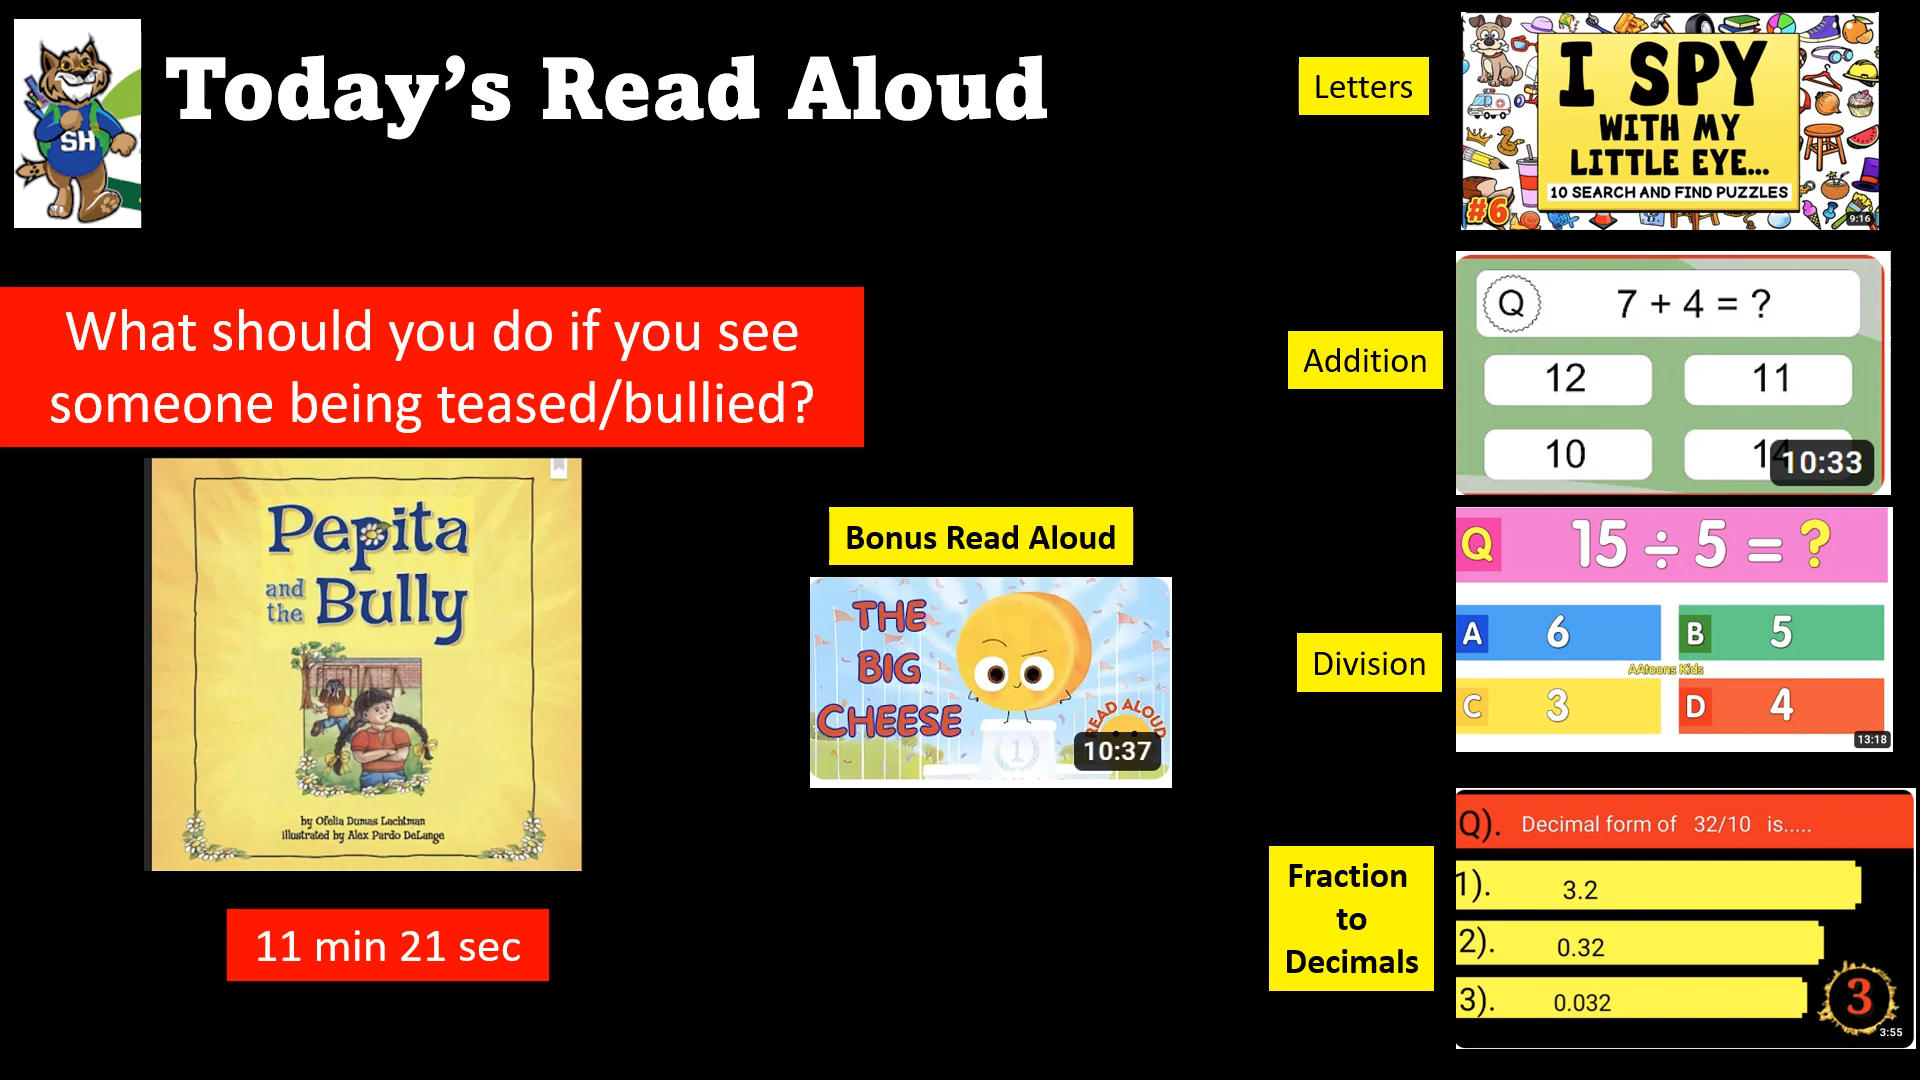 Today's Read Aloud
SH
What should you do if you see
someone being teased/bullied?
Pepita
and the Bully
by Ofelia Dumas Lachtman
illustrated by Alex Pardo DeLange
11 min 21 sec
Bonus Read Aloud
THE
BIG
CHEESE
READ ALOUD
1
10:37
Letters
I SPY
WITH MY
LITTLE EYE...
10 SEARCH AND FIND PUZZLES
#6
9:16
Addition
Q 7 + 4 = ?
12 11
10 14
10:33
Division
Q 15 ÷ 5 = ?
A 6 B 5
AAtoons Kids
C 3 D 4
13:18
Fraction
to
Decimals
Q). Decimal form of 32/10 is.....
1). 3.2
2). 0.32
3). 0.032
3
3:55